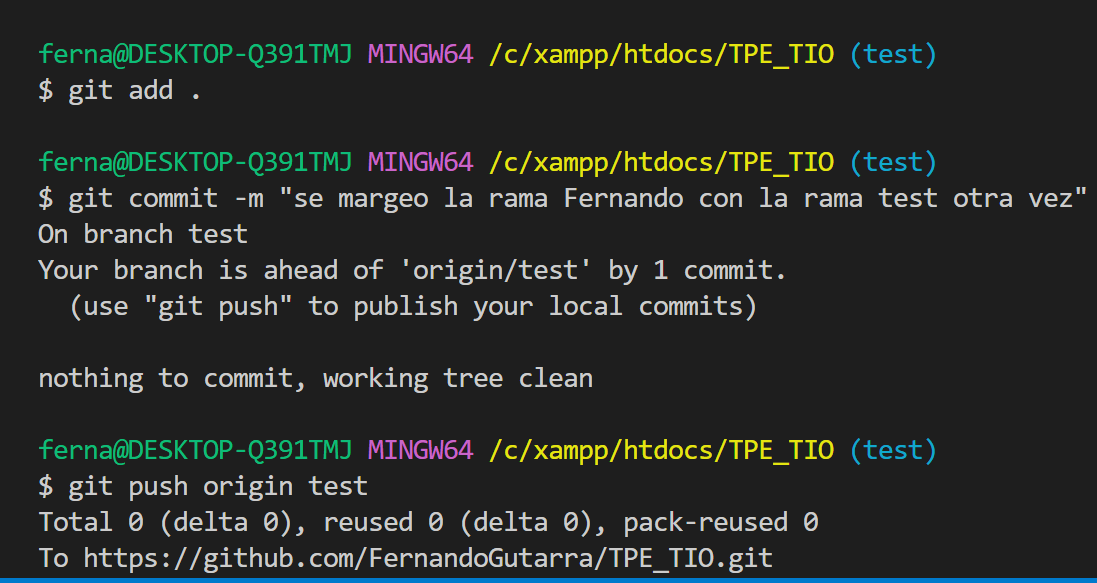 ferna@DESKTOP-Q391TMJ MINGW64 /c/xampp/htdocs/TPE_TIO (test)
$ git add .
ferna@DESKTOP-Q391TMJ MINGW64 /c/xampp/htdocs/TPE_TIO (test)
$ git commit -m "se margeo la rama Fernando con la rama test otra vez"
On branch test
Your branch is ahead of 'origin/test' by 1 commit.
  (use "git push" to publish your local commits)
nothing to commit, working tree clean
ferna@DESKTOP-Q391TMJ MINGW64 /c/xampp/htdocs/TPE_TIO (test)
$ git push origin test
Total 0 (delta 0), reused 0 (delta 0), pack-reused 0
To https://github.com/FernandoGutarra/TPE_TIO.git